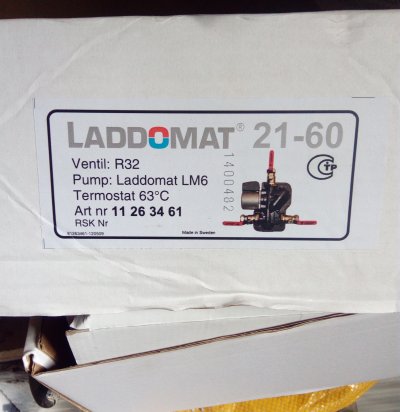 LADDOMAT® 21-60
Ventil: R32
Pump: Laddomat LM6
Termostat 63°C
Art nr 11 26 34 61
RSK Nr
1400482
Made in Sweden